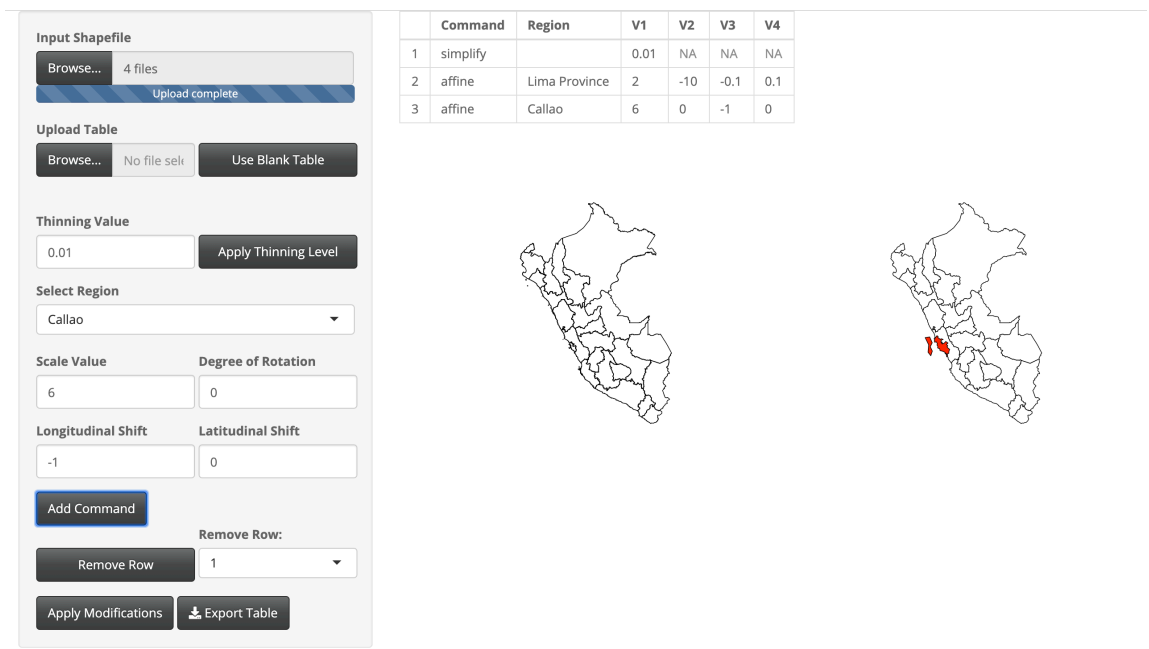 Input Shapefile
Browse... 4 files
Upload complete
Upload Table
Browse... No file sele Use Blank Table
Thinning Value
0.01 Apply Thinning Level
Select Region
Callao
Scale Value Degree of Rotation
6 0
Longitudinal Shift Latitudinal Shift
-1 0
Add Command
Remove Row:
Remove Row 1
Apply Modifications Export Table
Command Region V1 V2 V3 V4
1 simplify 0.01 NA NA NA
2 affine Lima Province 2 -10 -0.1 0.1
3 affine Callao 6 0 -1 0